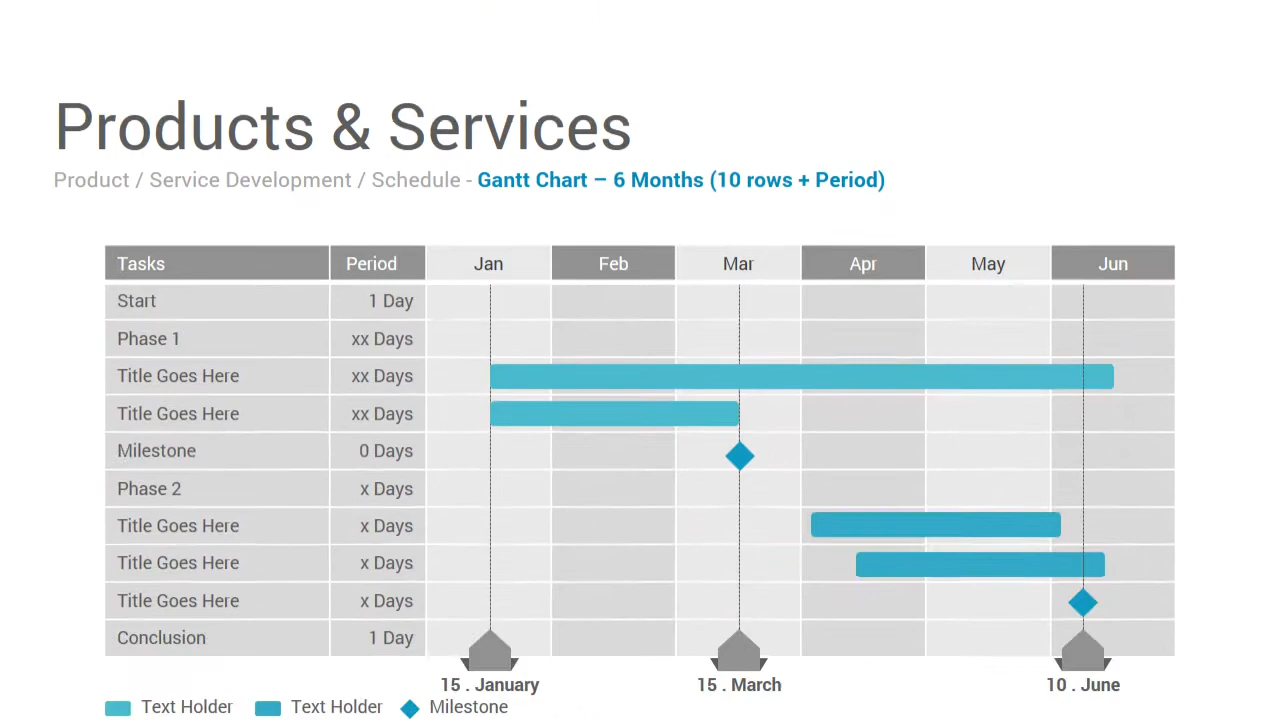 Products & Services
Product / Service Development / Schedule - Gantt Chart – 6 Months (10 rows + Period)
Tasks Period Jan Feb Mar Apr May Jun
Start 1 Day
Phase 1 xx Days
Title Goes Here xx Days
Title Goes Here xx Days
Milestone 0 Days
Phase 2 x Days
Title Goes Here x Days
Title Goes Here x Days
Title Goes Here x Days
Conclusion 1 Day
15 . January 15 . March 10 . June
Text Holder Text Holder Milestone